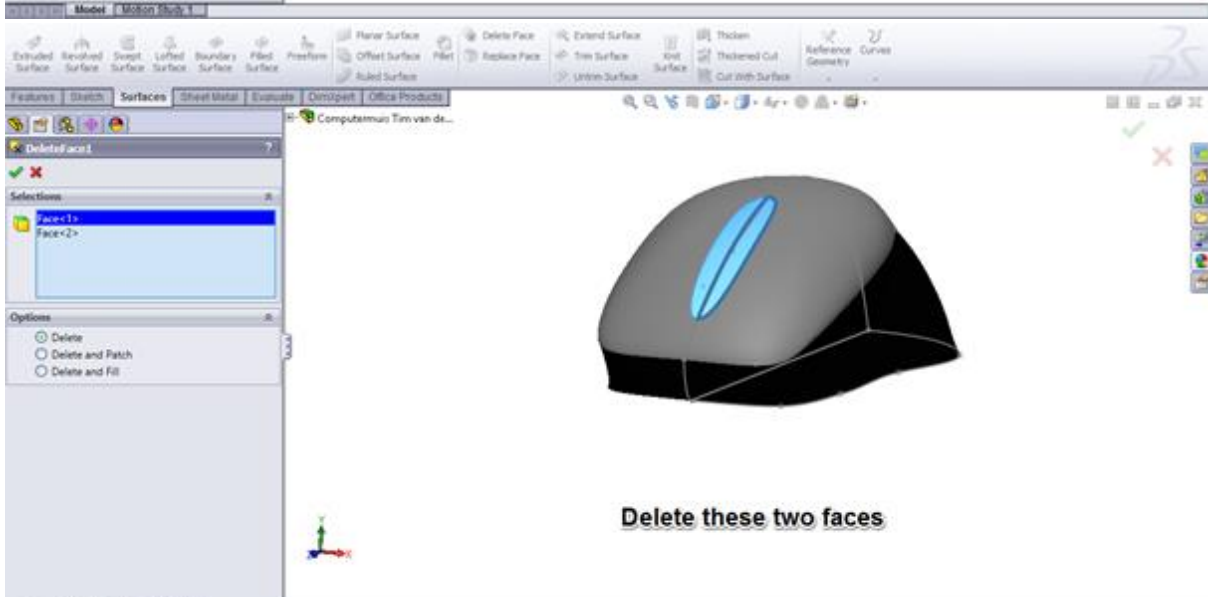 Model Motion Study 1
Extruded Surface
Revolved Surface
Swept Surface
Lofted Surface
Boundary Surface
Filled Surface
Freeform
Planar Surface
Offset Surface
Ruled Surface
Fillet
Delete Face
Replace Face
Extend Surface
Trim Surface
Untrim Surface
Knit Surface
Thicken
Thickened Cut
Cut With Surface
Reference Geometry
Curves
Features Sketch Surfaces Sheet Metal Evaluate DimXpert Office Products
Computermuis Tim van de...
DeleteFace1 ?
Selections
Face<1>
Face<2>
Options
Delete
Delete and Patch
Delete and Fill
Delete these two faces
Y
X